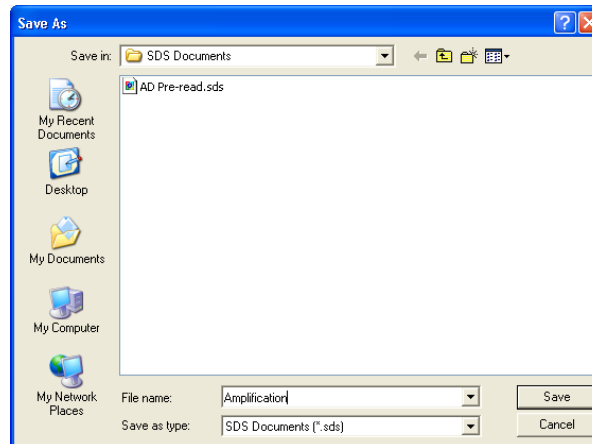 Save As
Save in:
SDS Documents
AD Pre-read.sds
My Recent
Documents
Desktop
My Documents
My Computer
My Network
Places
File name:
Amplification
Save
Save as type:
SDS Documents (*.sds)
Cancel